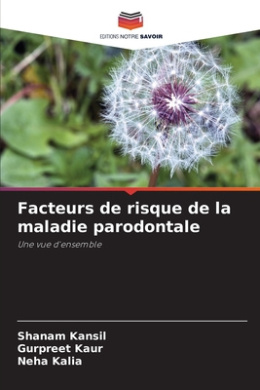 EDITIONS NOTRE SAVOIR
Facteurs de risque de la
maladie parodontale
Une vue d'ensemble
Shanam Kansil
Gurpreet Kaur
Neha Kalia